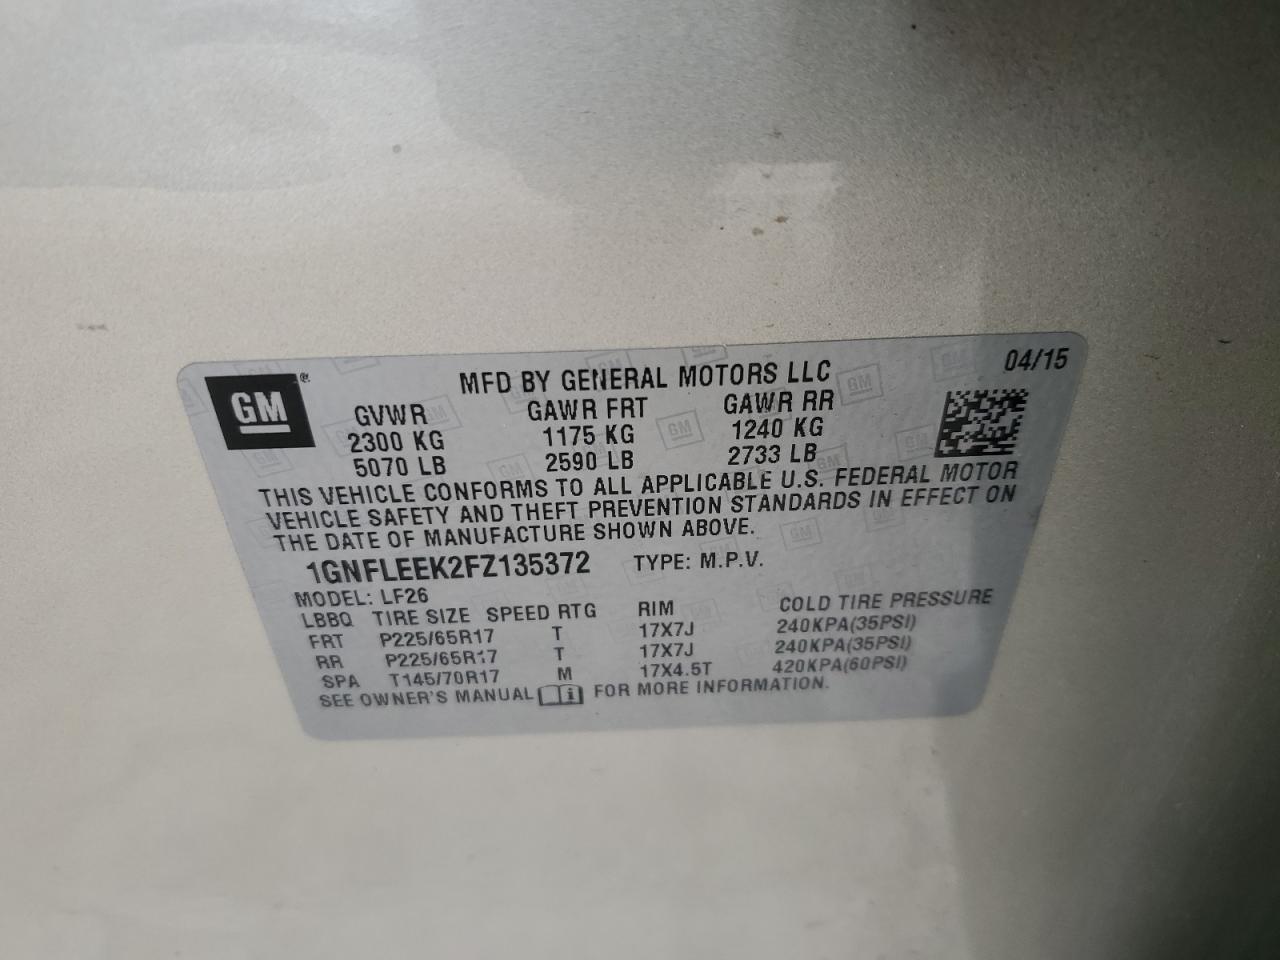 GM ®
MFD BY GENERAL MOTORS LLC 04/15
GVWR GAWR FRT GAWR RR
2300 KG 1175 KG 1240 KG
5070 LB 2590 LB 2733 LB
THIS VEHICLE CONFORMS TO ALL APPLICABLE U.S. FEDERAL MOTOR
VEHICLE SAFETY AND THEFT PREVENTION STANDARDS IN EFFECT ON
THE DATE OF MANUFACTURE SHOWN ABOVE.
1GNFLEEK2FZ135372 TYPE: M.P.V.
MODEL: LF26
LBBQ TIRE SIZE SPEED RTG RIM COLD TIRE PRESSURE
FRT P225/65R17 T 17X7J 240KPA(35PSI)
RR P225/65R17 T 17X7J 240KPA(35PSI)
SPA T145/70R17 M 17X4.5T 420KPA(60PSI)
SEE OWNER'S MANUAL i FOR MORE INFORMATION.